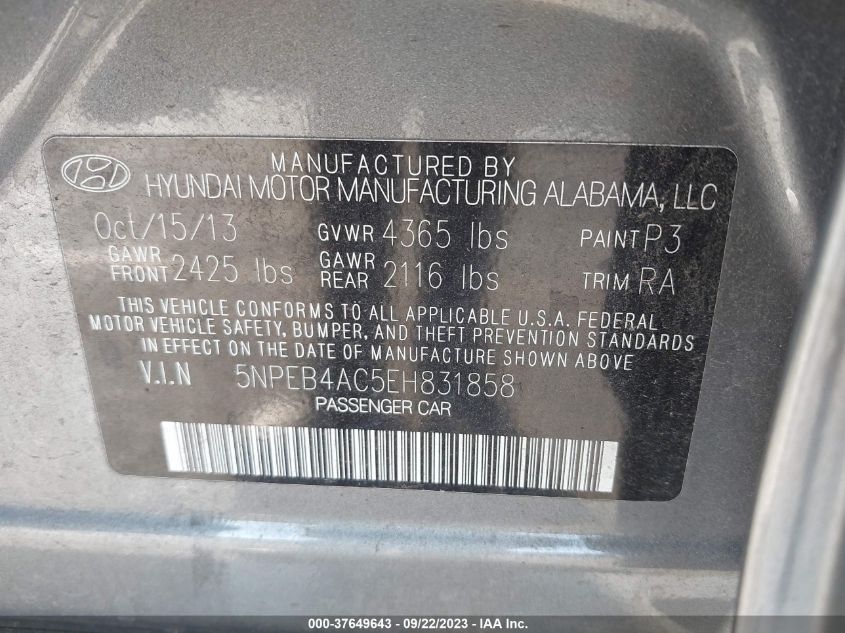 MANUFACTURED BY
HYUNDAI MOTOR MANUFACTURING ALABAMA, LLC
Oct/15/13 GVWR 4365 lbs PAINT P3
GAWR FRONT 2425 lbs GAWR REAR 2116 lbs TRIM RA
THIS VEHICLE CONFORMS TO ALL APPLICABLE U.S.A. FEDERAL
MOTOR VEHICLE SAFETY, BUMPER, AND THEFT PREVENTION STANDARDS
IN EFFECT ON THE DATE OF MANUFACTURE SHOWN ABOVE
V.I.N 5NPEB4AC5EH831858
PASSENGER CAR
000-37649643 - 09/22/2023 - IAA Inc.